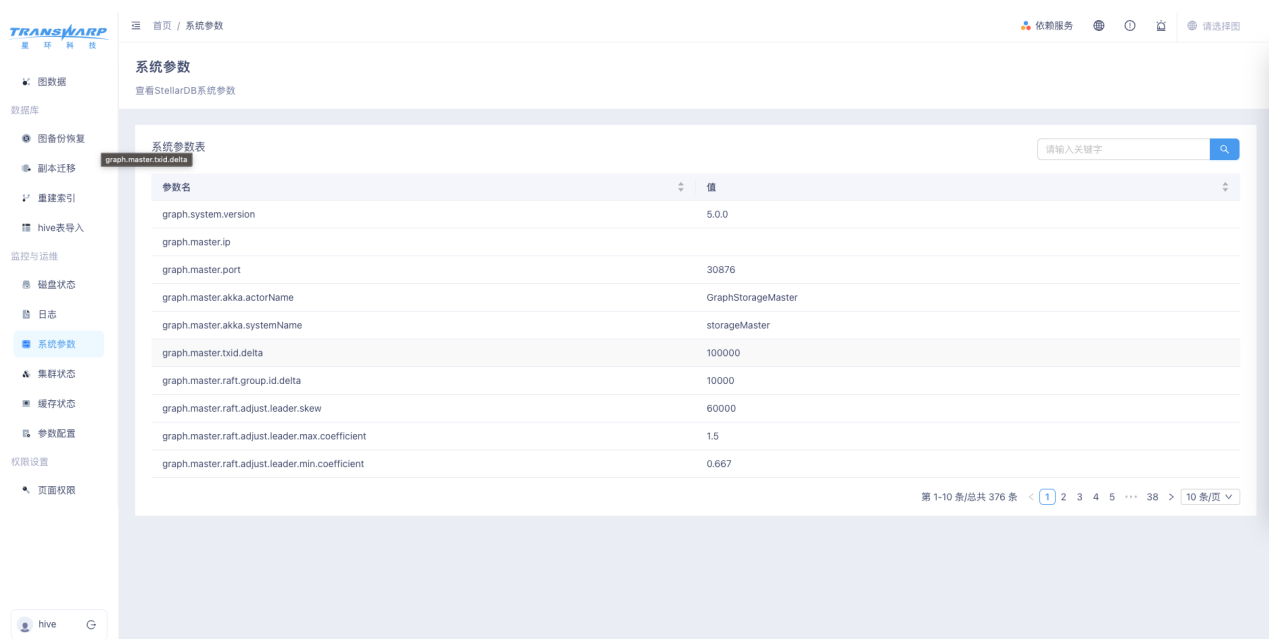 TRANSWARP
星 环 科 技
首页 / 系统参数
依赖服务
请选择图
图数据
数据库
图备份恢复
副本迁移
重建索引
hive表导入
监控与运维
磁盘状态
日志
系统参数
集群状态
缓存状态
参数配置
权限设置
页面权限
hive
系统参数
查看StellarDB系统参数
系统参数表
请输入关键字
graph.master.txid.delta
参数名 值
graph.system.version 5.0.0
graph.master.ip
graph.master.port 30876
graph.master.akka.actorName GraphStorageMaster
graph.master.akka.systemName storageMaster
graph.master.txid.delta 100000
graph.master.raft.group.id.delta 10000
graph.master.raft.adjust.leader.skew 60000
graph.master.raft.adjust.leader.max.coefficient 1.5
graph.master.raft.adjust.leader.min.coefficient 0.667
第 1-10 条/总共 376 条 < 1 2 3 4 5 ••• 38 > 10 条/页